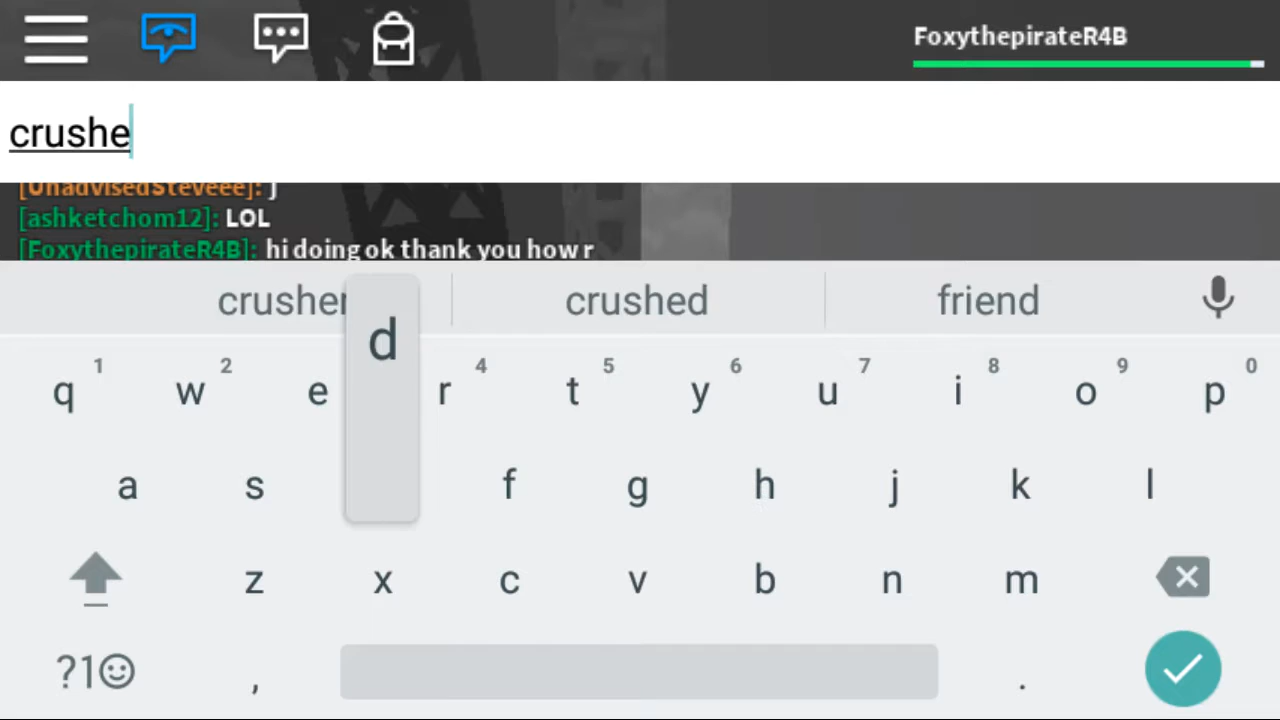 FoxythepirateR4B
crushe
[UnadvisedSteveee]: j
[ashketchom12]: LOL
[FoxythepirateR4B]: hi doing ok thank you how r
crusher crushed friend
d
1 2 4 5 6 7 8 9 0
q w e r t y u i o p
a s f g h j k l
z x c v b n m
?1☺ , .